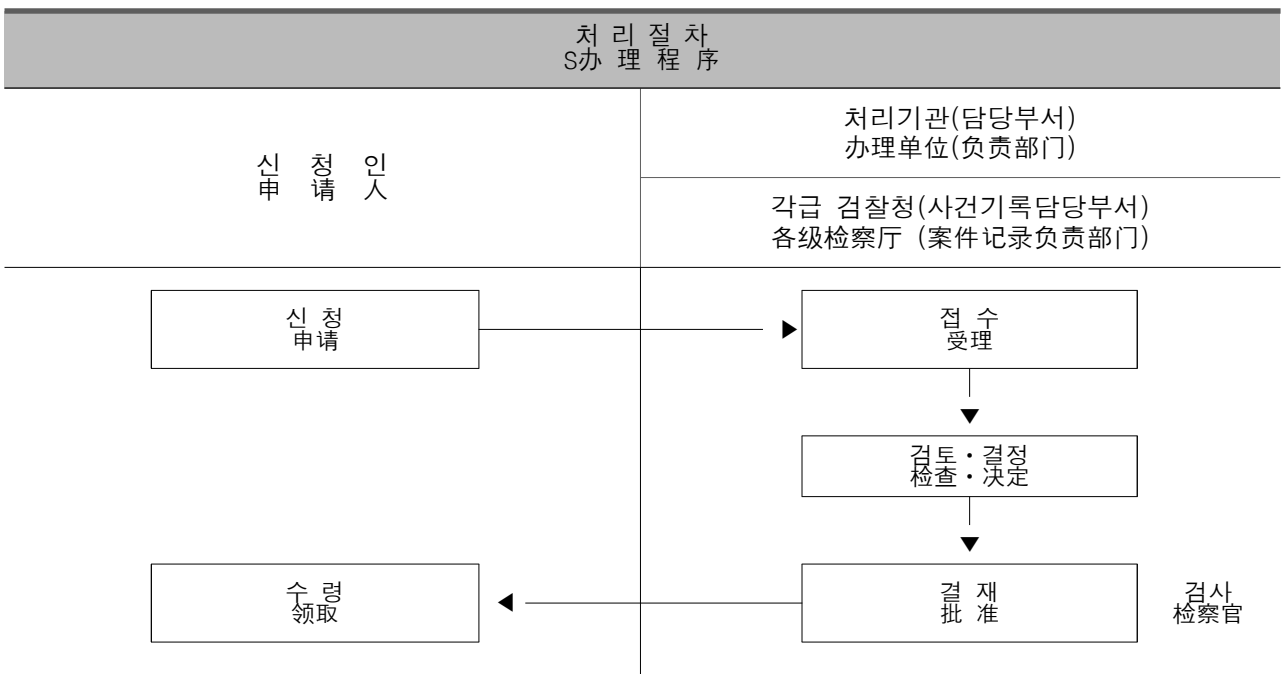 처 리 절 차
S办 理 程 序
신 청 인
申 请 人
처리기관(담당부서)
办理单位(负责部门)
각급 검찰청(사건기록담당부서)
各级检察厅 (案件记录负责部门)
신 청
申请
접 수
受理
검토・결정
检查・决定
수 령
领取
결 재
批 准
검사
检察官